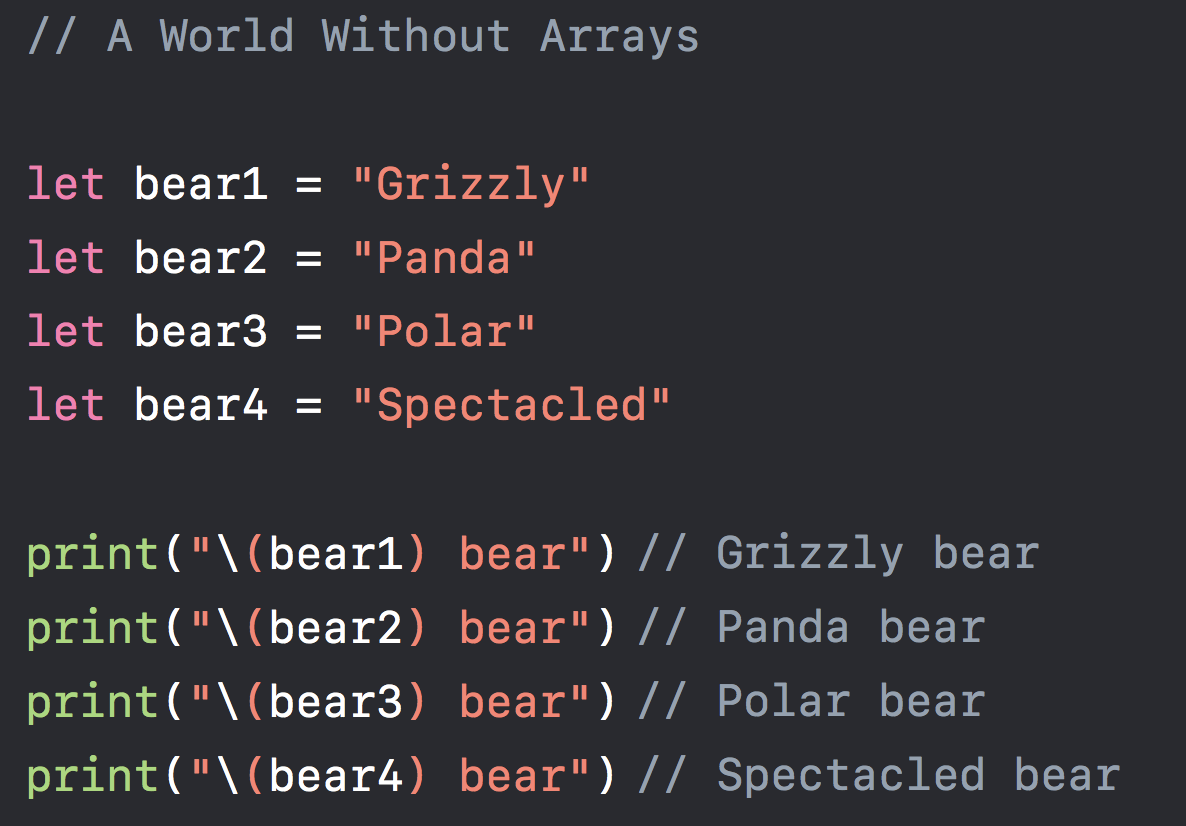 // A World Without Arrays
let bear1 = "Grizzly"
let bear2 = "Panda"
let bear3 = "Polar"
let bear4 = "Spectacled"
print("\(bear1) bear") // Grizzly bear
print("\(bear2) bear") // Panda bear
print("\(bear3) bear") // Polar bear
print("\(bear4) bear") // Spectacled bear